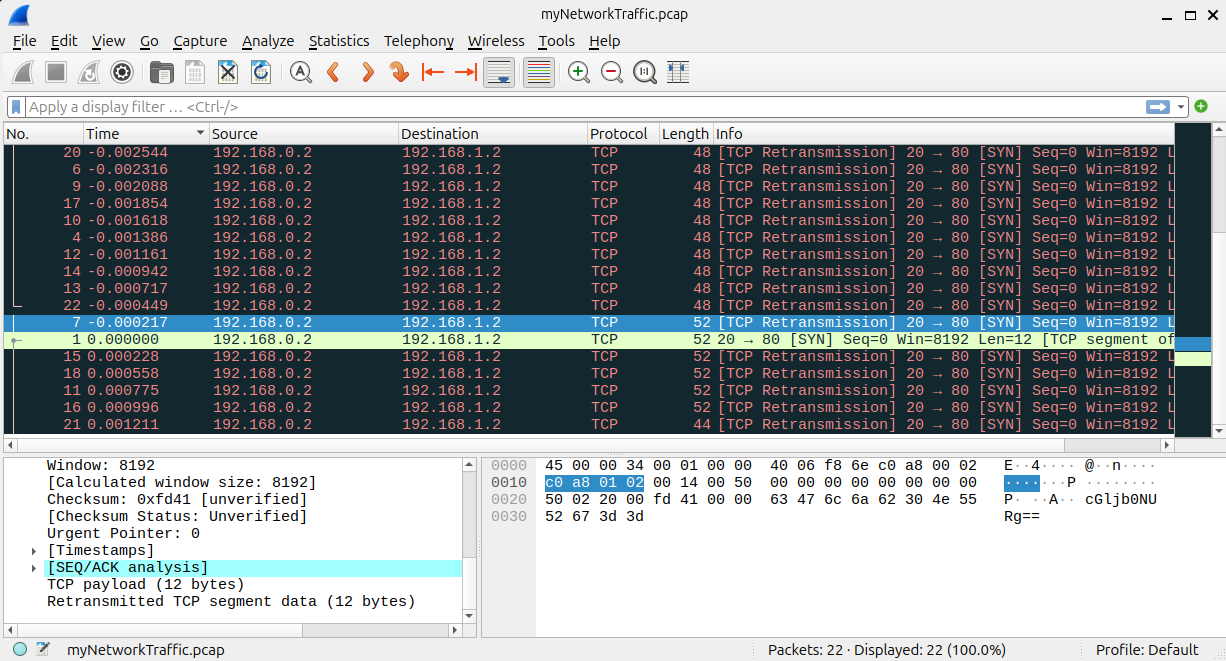 myNetworkTraffic.pcap
File Edit View Go Capture Analyze Statistics Telephony Wireless Tools Help
Apply a display filter … <Ctrl-/>
No. Time Source Destination Protocol Length Info
20 -0.002544 192.168.0.2 192.168.1.2 TCP 48 [TCP Retransmission] 20 → 80 [SYN] Seq=0 Win=8192 L
6 -0.002316 192.168.0.2 192.168.1.2 TCP 48 [TCP Retransmission] 20 → 80 [SYN] Seq=0 Win=8192 L
9 -0.002088 192.168.0.2 192.168.1.2 TCP 48 [TCP Retransmission] 20 → 80 [SYN] Seq=0 Win=8192 L
17 -0.001854 192.168.0.2 192.168.1.2 TCP 48 [TCP Retransmission] 20 → 80 [SYN] Seq=0 Win=8192 L
10 -0.001618 192.168.0.2 192.168.1.2 TCP 48 [TCP Retransmission] 20 → 80 [SYN] Seq=0 Win=8192 L
4 -0.001386 192.168.0.2 192.168.1.2 TCP 48 [TCP Retransmission] 20 → 80 [SYN] Seq=0 Win=8192 L
12 -0.001161 192.168.0.2 192.168.1.2 TCP 48 [TCP Retransmission] 20 → 80 [SYN] Seq=0 Win=8192 L
14 -0.000942 192.168.0.2 192.168.1.2 TCP 48 [TCP Retransmission] 20 → 80 [SYN] Seq=0 Win=8192 L
13 -0.000717 192.168.0.2 192.168.1.2 TCP 48 [TCP Retransmission] 20 → 80 [SYN] Seq=0 Win=8192 L
22 -0.000449 192.168.0.2 192.168.1.2 TCP 48 [TCP Retransmission] 20 → 80 [SYN] Seq=0 Win=8192 L
7 -0.000217 192.168.0.2 192.168.1.2 TCP 52 [TCP Retransmission] 20 → 80 [SYN] Seq=0 Win=8192 L
1 0.000000 192.168.0.2 192.168.1.2 TCP 52 20 → 80 [SYN] Seq=0 Win=8192 Len=12 [TCP segment of
15 0.000228 192.168.0.2 192.168.1.2 TCP 52 [TCP Retransmission] 20 → 80 [SYN] Seq=0 Win=8192 L
18 0.000558 192.168.0.2 192.168.1.2 TCP 52 [TCP Retransmission] 20 → 80 [SYN] Seq=0 Win=8192 L
11 0.000775 192.168.0.2 192.168.1.2 TCP 52 [TCP Retransmission] 20 → 80 [SYN] Seq=0 Win=8192 L
16 0.000996 192.168.0.2 192.168.1.2 TCP 52 [TCP Retransmission] 20 → 80 [SYN] Seq=0 Win=8192 L
21 0.001211 192.168.0.2 192.168.1.2 TCP 44 [TCP Retransmission] 20 → 80 [SYN] Seq=0 Win=8192 L
Window: 8192
[Calculated window size: 8192]
Checksum: 0xfd41 [unverified]
[Checksum Status: Unverified]
Urgent Pointer: 0
[Timestamps]
[SEQ/ACK analysis]
TCP payload (12 bytes)
Retransmitted TCP segment data (12 bytes)
0000 45 00 00 34 00 01 00 00 40 06 f8 6e c0 a8 00 02 E··4····@··n····
0010 c0 a8 01 02 00 14 00 50 00 00 00 00 00 00 00 00 ·······P········
0020 50 02 20 00 fd 41 00 00 63 47 6c 6a 62 30 4e 55 P· ··A··cGljb0NU
0030 52 67 3d 3d Rg==
myNetworkTraffic.pcap Packets: 22 · Displayed: 22 (100.0%) Profile: Default